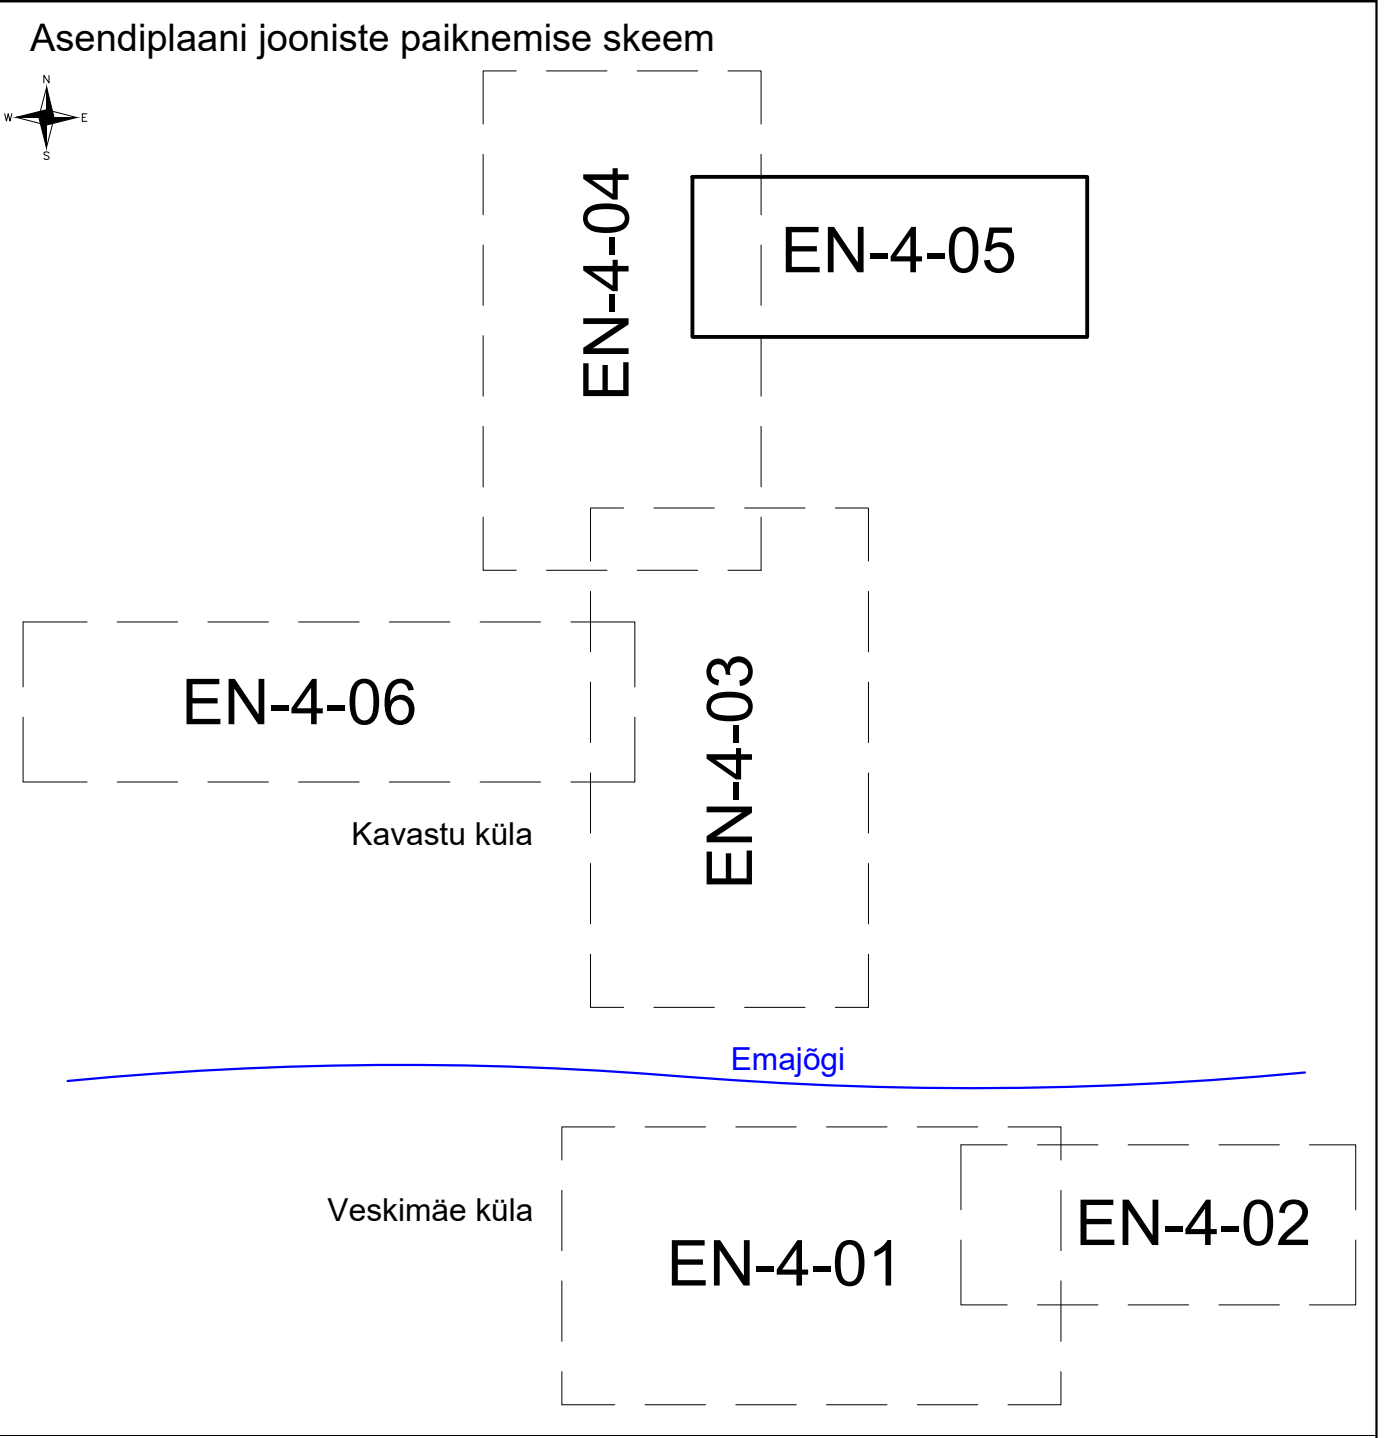 Asendiplaani jooniste paiknemise skeem
N
W E
S
EN-4-04
EN-4-05
EN-4-06
EN-4-03
Kavastu küla
Emajõgi
Veskimäe küla
EN-4-02
EN-4-01